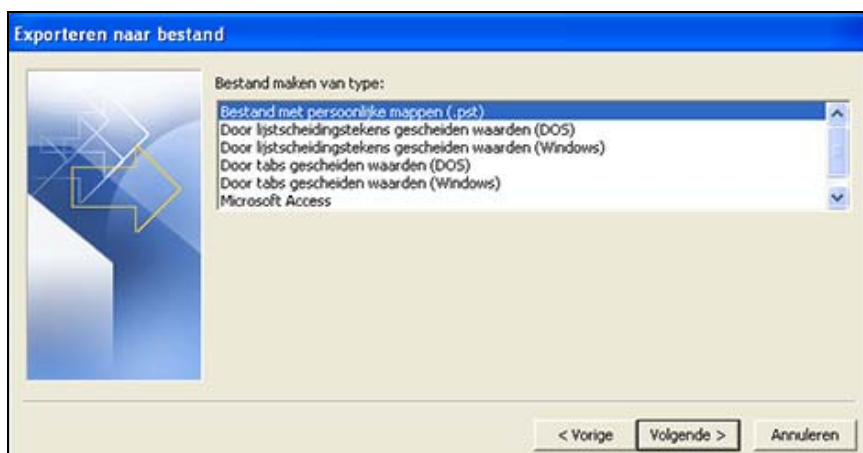 Exporteren naar bestand
Bestand maken van type:
Bestand met persoonlijke mappen (.pst)
Door lijstscheidingstekens gescheiden waarden (DOS)
Door lijstscheidingstekens gescheiden waarden (Windows)
Door tabs gescheiden waarden (DOS)
Door tabs gescheiden waarden (Windows)
Microsoft Access
< Vorige
Volgende >
Annuleren